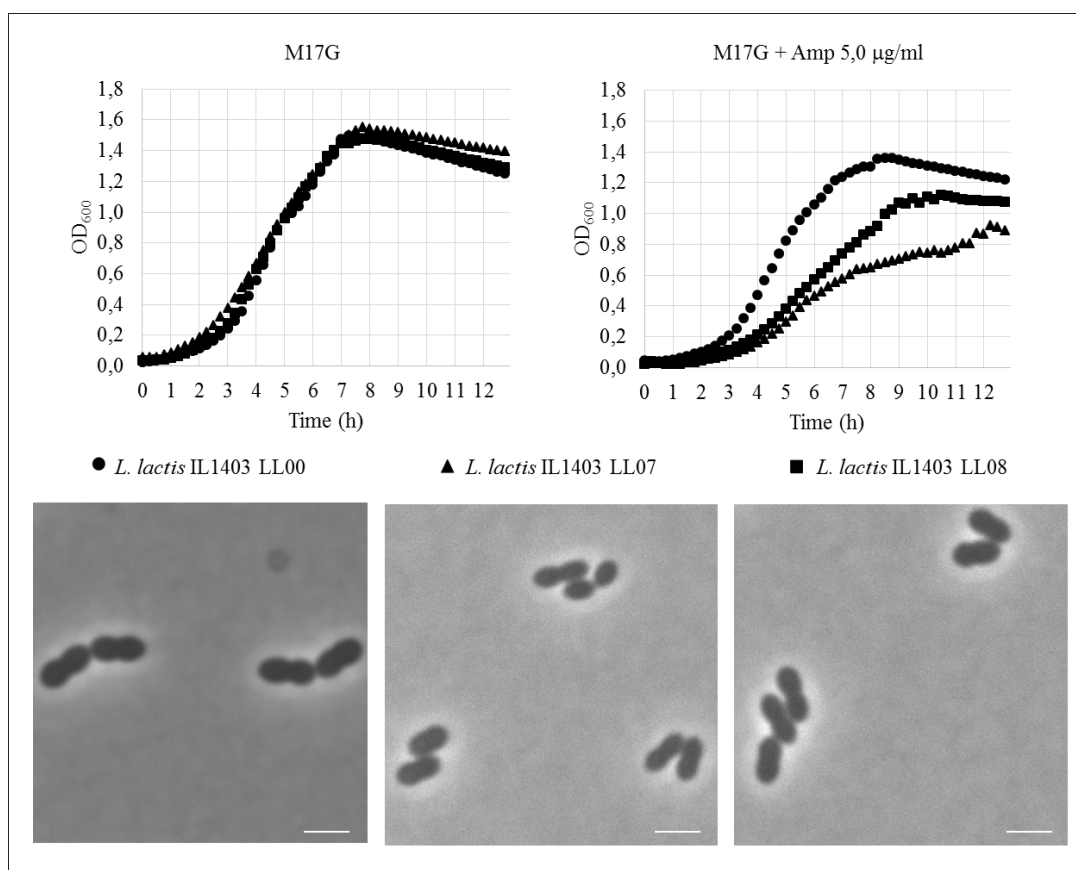 M17G
M17G + Amp 5,0 µg/ml
OD600
1,8
1,6
1,4
1,2
1,0
0,8
0,6
0,4
0,2
0,0
0 1 2 3 4 5 6 7 8 9 10 11 12
Time (h)
OD600
1,8
1,6
1,4
1,2
1,0
0,8
0,6
0,4
0,2
0,0
0 1 2 3 4 5 6 7 8 9 10 11 12
Time (h)
L. lactis IL1403 LL00
L. lactis IL1403 LL07
L. lactis IL1403 LL08